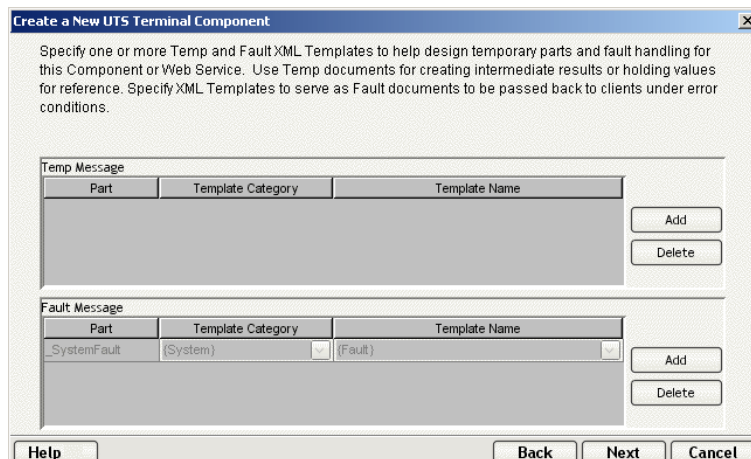 Create a New UTS Terminal Component
Specify one or more Temp and Fault XML Templates to help design temporary parts and fault handling for
this Component or Web Service. Use Temp documents for creating intermediate results or holding values
for reference. Specify XML Templates to serve as Fault documents to be passed back to clients under error
conditions.
Temp Message
Part Template Category Template Name
Add
Delete
Fault Message
Part Template Category Template Name
_SystemFault {System} {Fault}
Add
Delete
Help Back Next Cancel